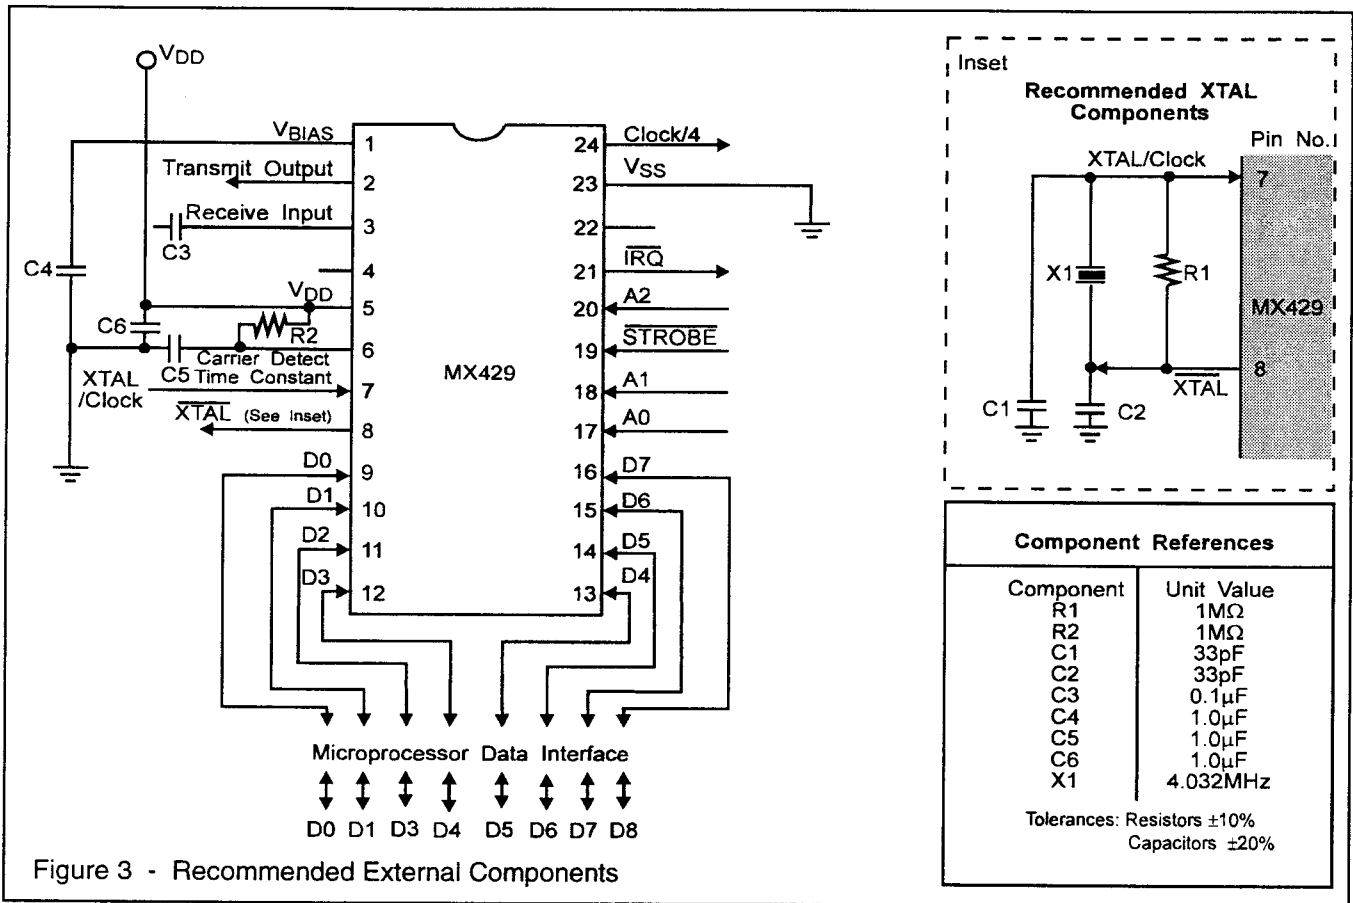 VDD
VBIAS
1
24
Clock/4
Transmit Output
2
23
VSS
Receive Input
3
22
C3
4
21
IRQ
C4
VDD
5
20
A2
C6
R2
6
19
STROBE
C5
Carrier Detect
Time Constant
XTAL
/Clock
7
18
A1
MX429
XTAL (See Inset)
8
17
A0
D0
9
16
D7
D1
10
15
D6
D2
11
14
D5
D3
12
13
D4
Microprocessor Data Interface
D0 D1 D3 D4 D5 D6 D7 D8
Figure 3 - Recommended External Components
Inset
Recommended XTAL
Components
Pin No.
XTAL/Clock
7
X1
R1
MX429
8
XTAL
C1
C2
Component References
Component Unit Value
R1 1MΩ
R2 1MΩ
C1 33pF
C2 33pF
C3 0.1µF
C4 1.0µF
C5 1.0µF
C6 1.0µF
X1 4.032MHz
Tolerances: Resistors ±10%
Capacitors ±20%